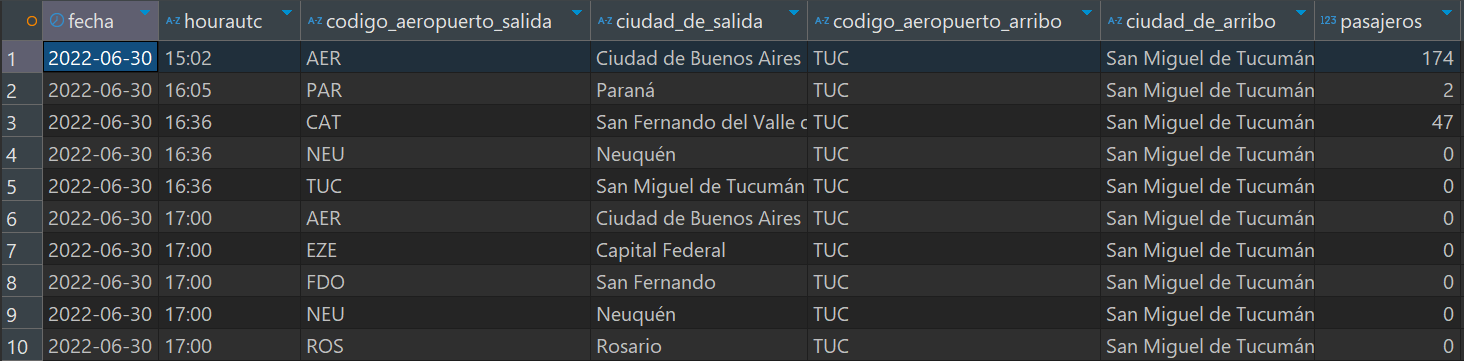 fecha A-Z hourautc A-Z codigo_aeropuerto_salida A-Z ciudad_de_salida A-Z codigo_aeropuerto_arribo A-Z ciudad_de_arribo 123 pasajeros
1 2022-06-30 15:02 AER Ciudad de Buenos Aires TUC San Miguel de Tucumán 174
2 2022-06-30 16:05 PAR Paraná TUC San Miguel de Tucumán 2
3 2022-06-30 16:36 CAT San Fernando del Valle TUC San Miguel de Tucumán 47
4 2022-06-30 16:36 NEU Neuquén TUC San Miguel de Tucumán 0
5 2022-06-30 16:36 TUC San Miguel de Tucumán TUC San Miguel de Tucumán 0
6 2022-06-30 17:00 AER Ciudad de Buenos Aires TUC San Miguel de Tucumán 0
7 2022-06-30 17:00 EZE Capital Federal TUC San Miguel de Tucumán 0
8 2022-06-30 17:00 FDO San Fernando TUC San Miguel de Tucumán 0
9 2022-06-30 17:00 NEU Neuquén TUC San Miguel de Tucumán 0
10 2022-06-30 17:00 ROS Rosario TUC San Miguel de Tucumán 0